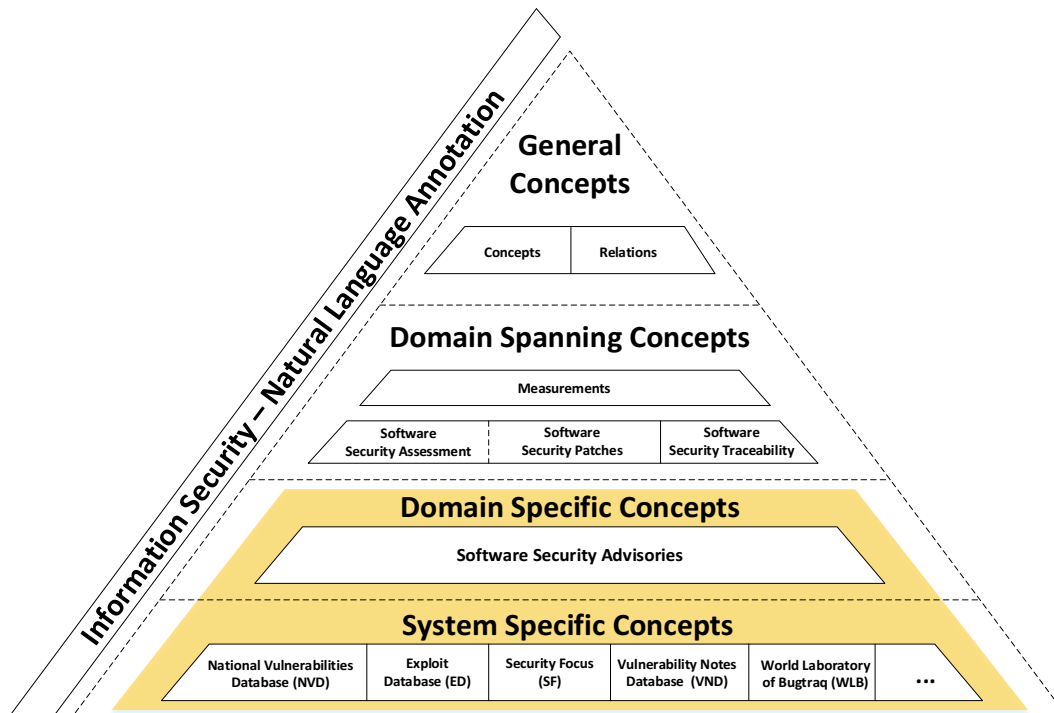 Information Security – Natural Language Annotation
General
Concepts
Concepts
Relations
Domain Spanning Concepts
Measurements
Software
Security Assessment
Software
Security Patches
Software
Security Traceability
Domain Specific Concepts
Software Security Advisories
System Specific Concepts
National Vulnerabilities
Database (NVD)
Exploit
Database (ED)
Security Focus
(SF)
Vulnerability Notes
Database (VND)
World Laboratory
of Bugtraq (WLB)
...